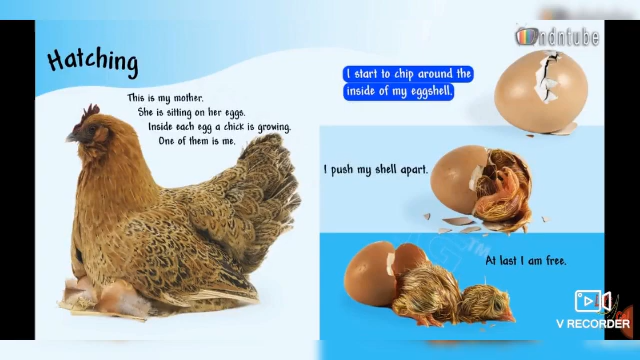 Hatching
This is my mother.
She is sitting on her eggs.
Inside each egg a chick is growing.
One of them is me.
I start to chip around the
inside of my eggshell.
I push my shell apart.
At last I am free.
ndntube
V RECORDER